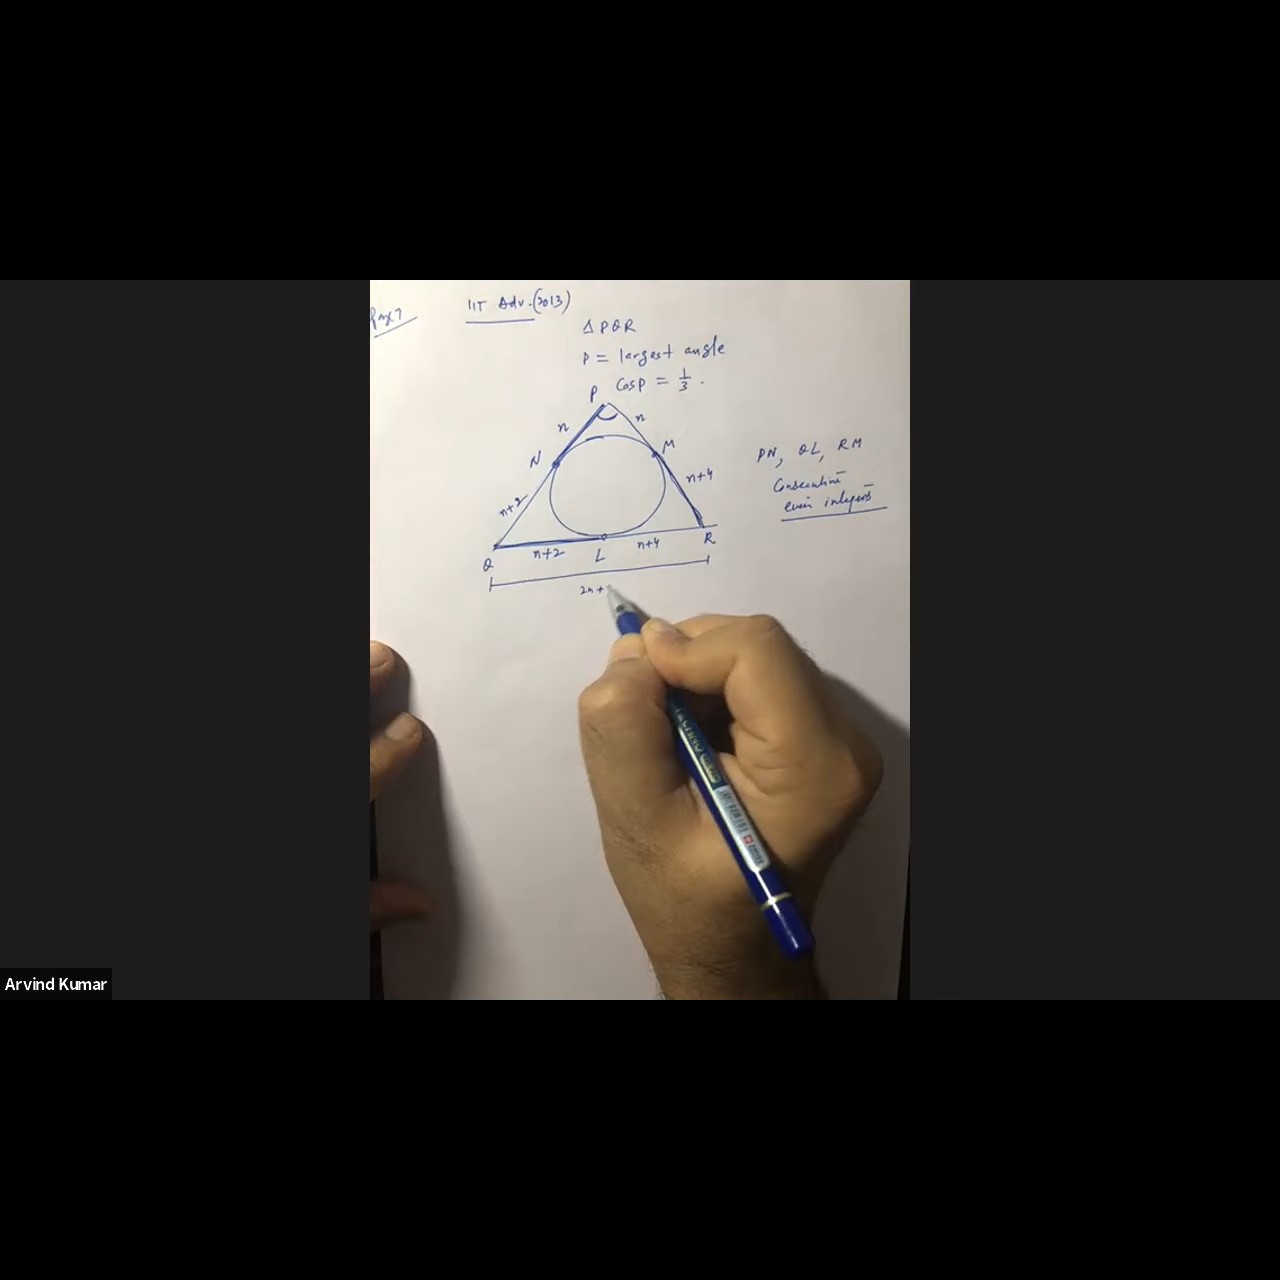 IIT Adv.(2013)
Δ PQR
P = largest angle
Cos P = 1/3 .
P
n
n
N
M
n+2
n+4
PN, QL, RM
Consecutive
even integers
Q
n+2
L
n+4
R
2n +
Arvind Kumar